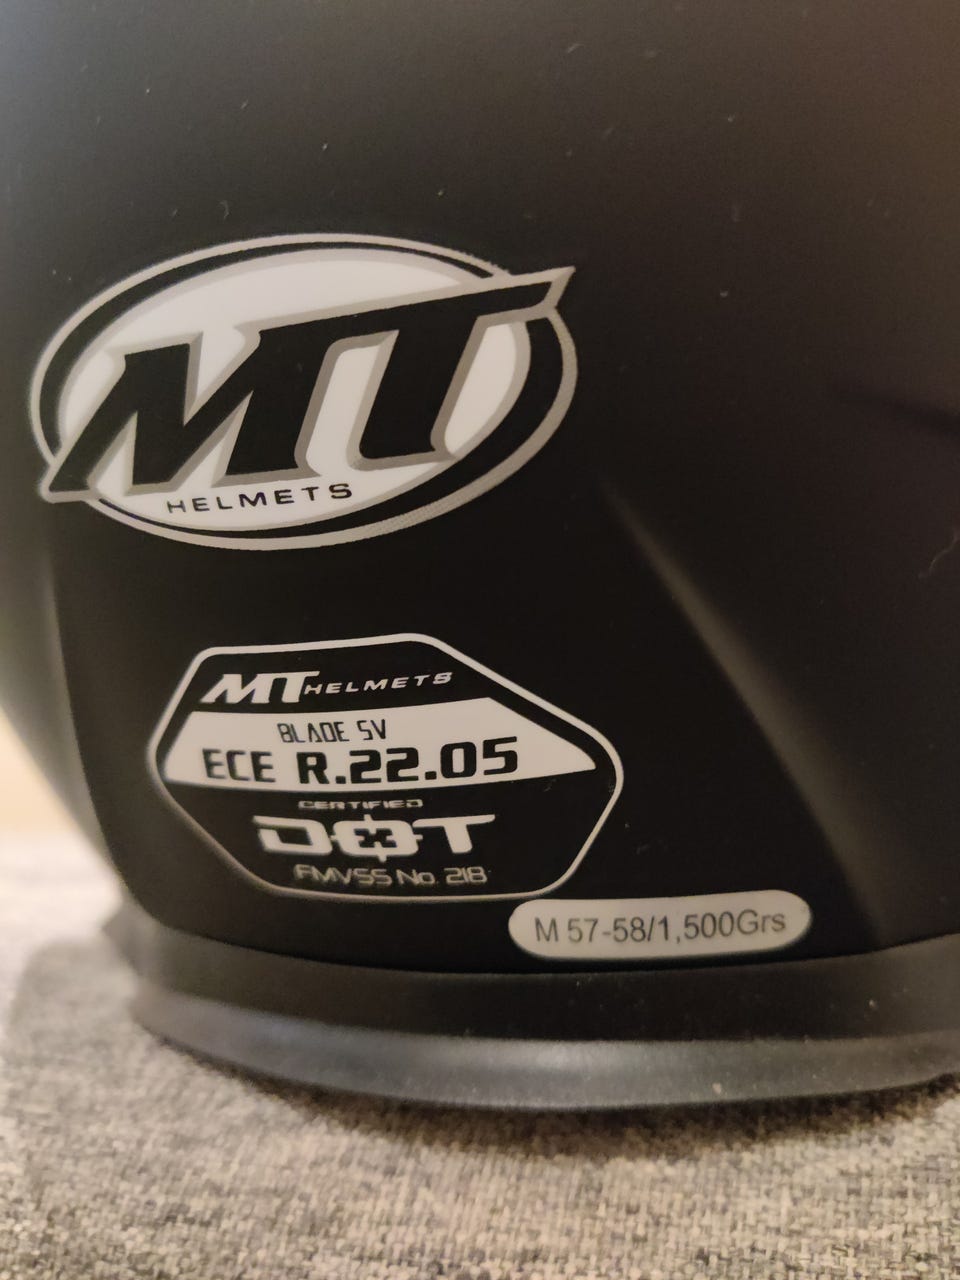 MT
HELMETS
MT HELMETS
BLADE SV
ECE R.22.05
CERTIFIED
DOT
FMVSS No. 218
M 57-58/1,500Grs